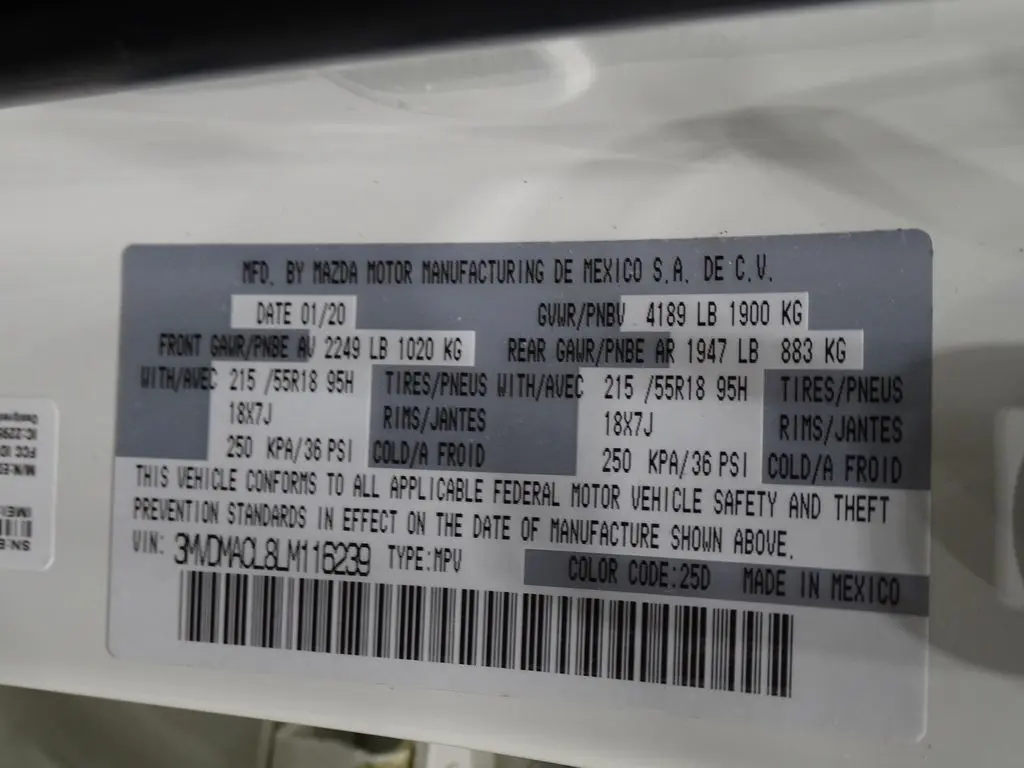 MFD. BY MAZDA MOTOR MANUFACTURING DE MEXICO S.A. DE C.V.
DATE 01/20 GVWR/PNBV 4189 LB 1900 KG
FRONT GAWR/PNBE AV 2249 LB 1020 KG REAR GAWR/PNBE AR 1947 LB 883 KG
WITH/AVEC 215 /55R18 95H TIRES/PNEUS WITH/AVEC 215 /55R18 95H TIRES/PNEUS
18X7J RIMS/JANTES 18X7J RIMS/JANTES
250 KPA/36 PSI COLD/A FROID 250 KPA/36 PSI COLD/A FROID
THIS VEHICLE CONFORMS TO ALL APPLICABLE FEDERAL MOTOR VEHICLE SAFETY AND THEFT
PREVENTION STANDARDS IN EFFECT ON THE DATE OF MANUFACTURE SHOWN ABOVE.
VIN: 3MVDMACL8LM116239 TYPE:MPV COLOR CODE:25D MADE IN MEXICO